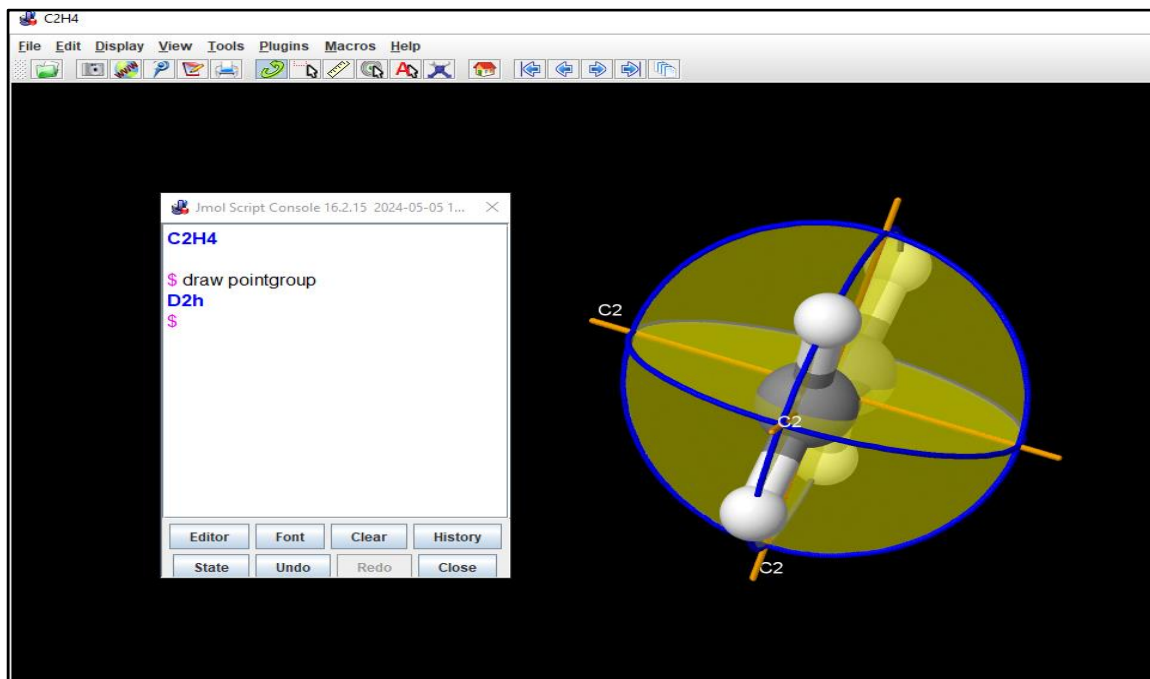 C2H4
File Edit Display View Tools Plugins Macros Help
Jmol Script Console 16.2.15 2024-05-05 1...
C2H4
$ draw pointgroup
D2h
$
Editor Font Clear History
State Undo Redo Close
C2
C2
C2